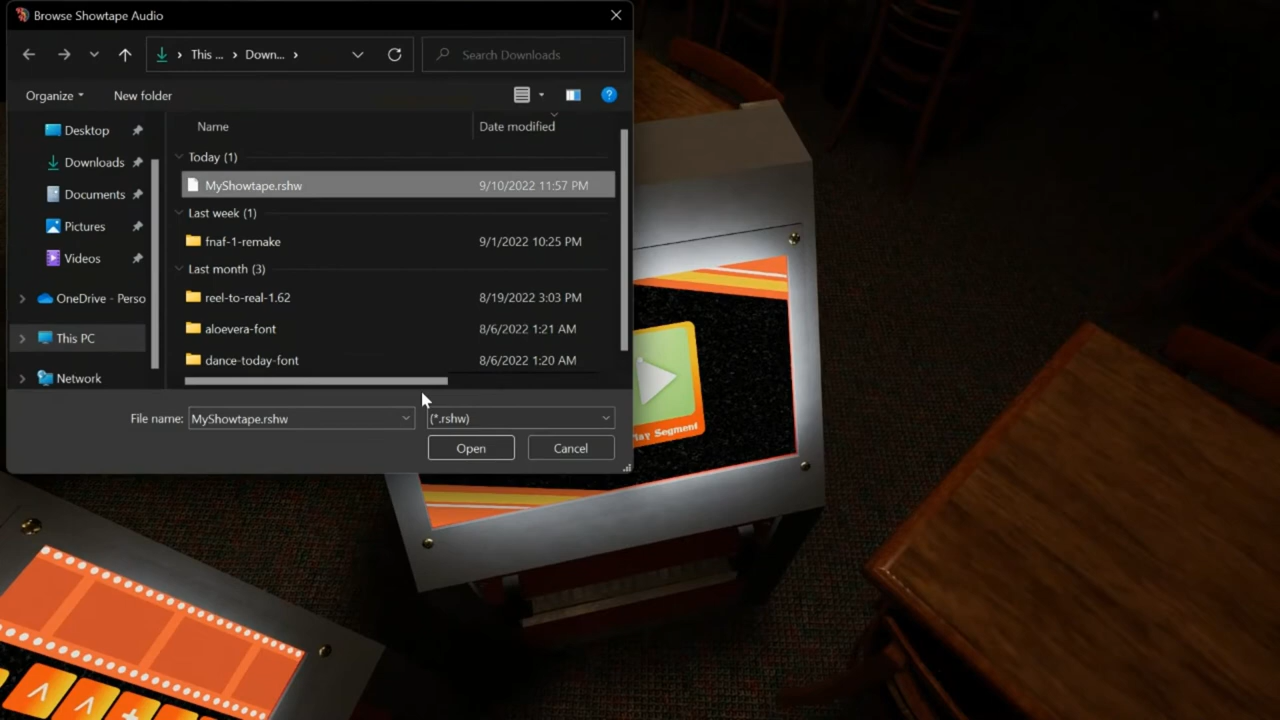 Browse Showtape Audio
This ... Down...
Search Downloads
Organize
New folder
Name
Date modified
Desktop
Downloads
Documents
Pictures
Videos
OneDrive - Perso
This PC
Network
Today (1)
MyShowtape.rshw 9/10/2022 11:57 PM
Last week (1)
fnaf-1-remake 9/1/2022 10:25 PM
Last month (3)
reel-to-real-1.62 8/19/2022 3:03 PM
aloevera-font 8/6/2022 1:21 AM
dance-today-font 8/6/2022 1:20 AM
File name: MyShowtape.rshw (*.rshw)
Open
Cancel
lay Segment